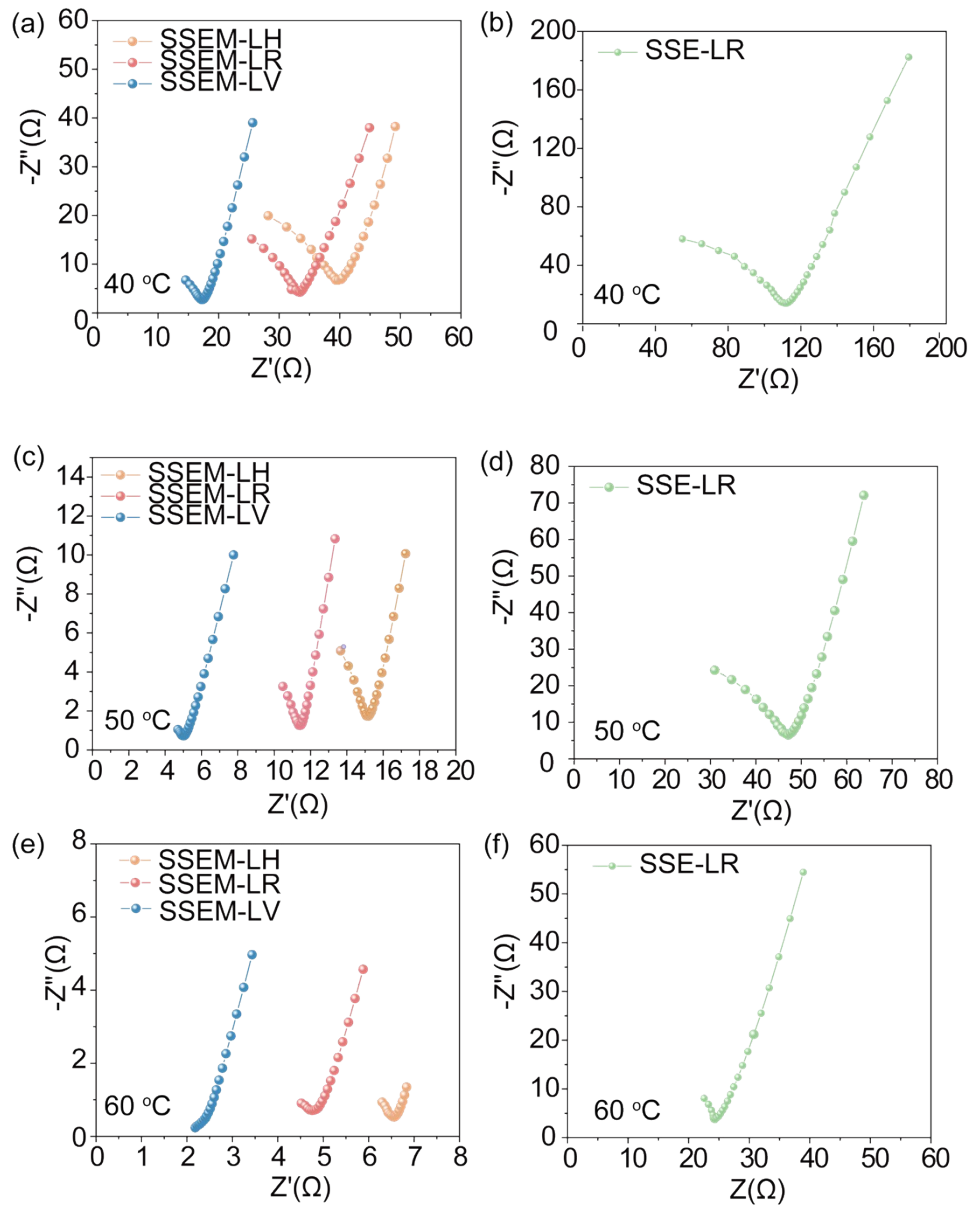 (a)
60
50
40
30
20
10
0
-Z"(Ω)
SSEM-LH
SSEM-LR
SSEM-LV
40 °C
0 10 20 30 40 50 60
Z'(Ω)
(b)
200
160
120
80
40
0
-Z"(Ω)
SSE-LR
40 °C
0 40 80 120 160 200
Z'(Ω)
(c)
14
12
10
8
6
4
2
0
-Z"(Ω)
SSEM-LH
SSEM-LR
SSEM-LV
50 °C
0 2 4 6 8 10 12 14 16 18 20
Z'(Ω)
(d)
80
70
60
50
40
30
20
10
0
-Z"(Ω)
SSE-LR
50 °C
0 10 20 30 40 50 60 70 80
Z'(Ω)
(e)
8
6
4
2
0
-Z"(Ω)
SSEM-LH
SSEM-LR
SSEM-LV
60 °C
0 1 2 3 4 5 6 7 8
Z'(Ω)
(f)
60
50
40
30
20
10
0
-Z"(Ω)
SSE-LR
60 °C
0 10 20 30 40 50 60
Z(Ω)